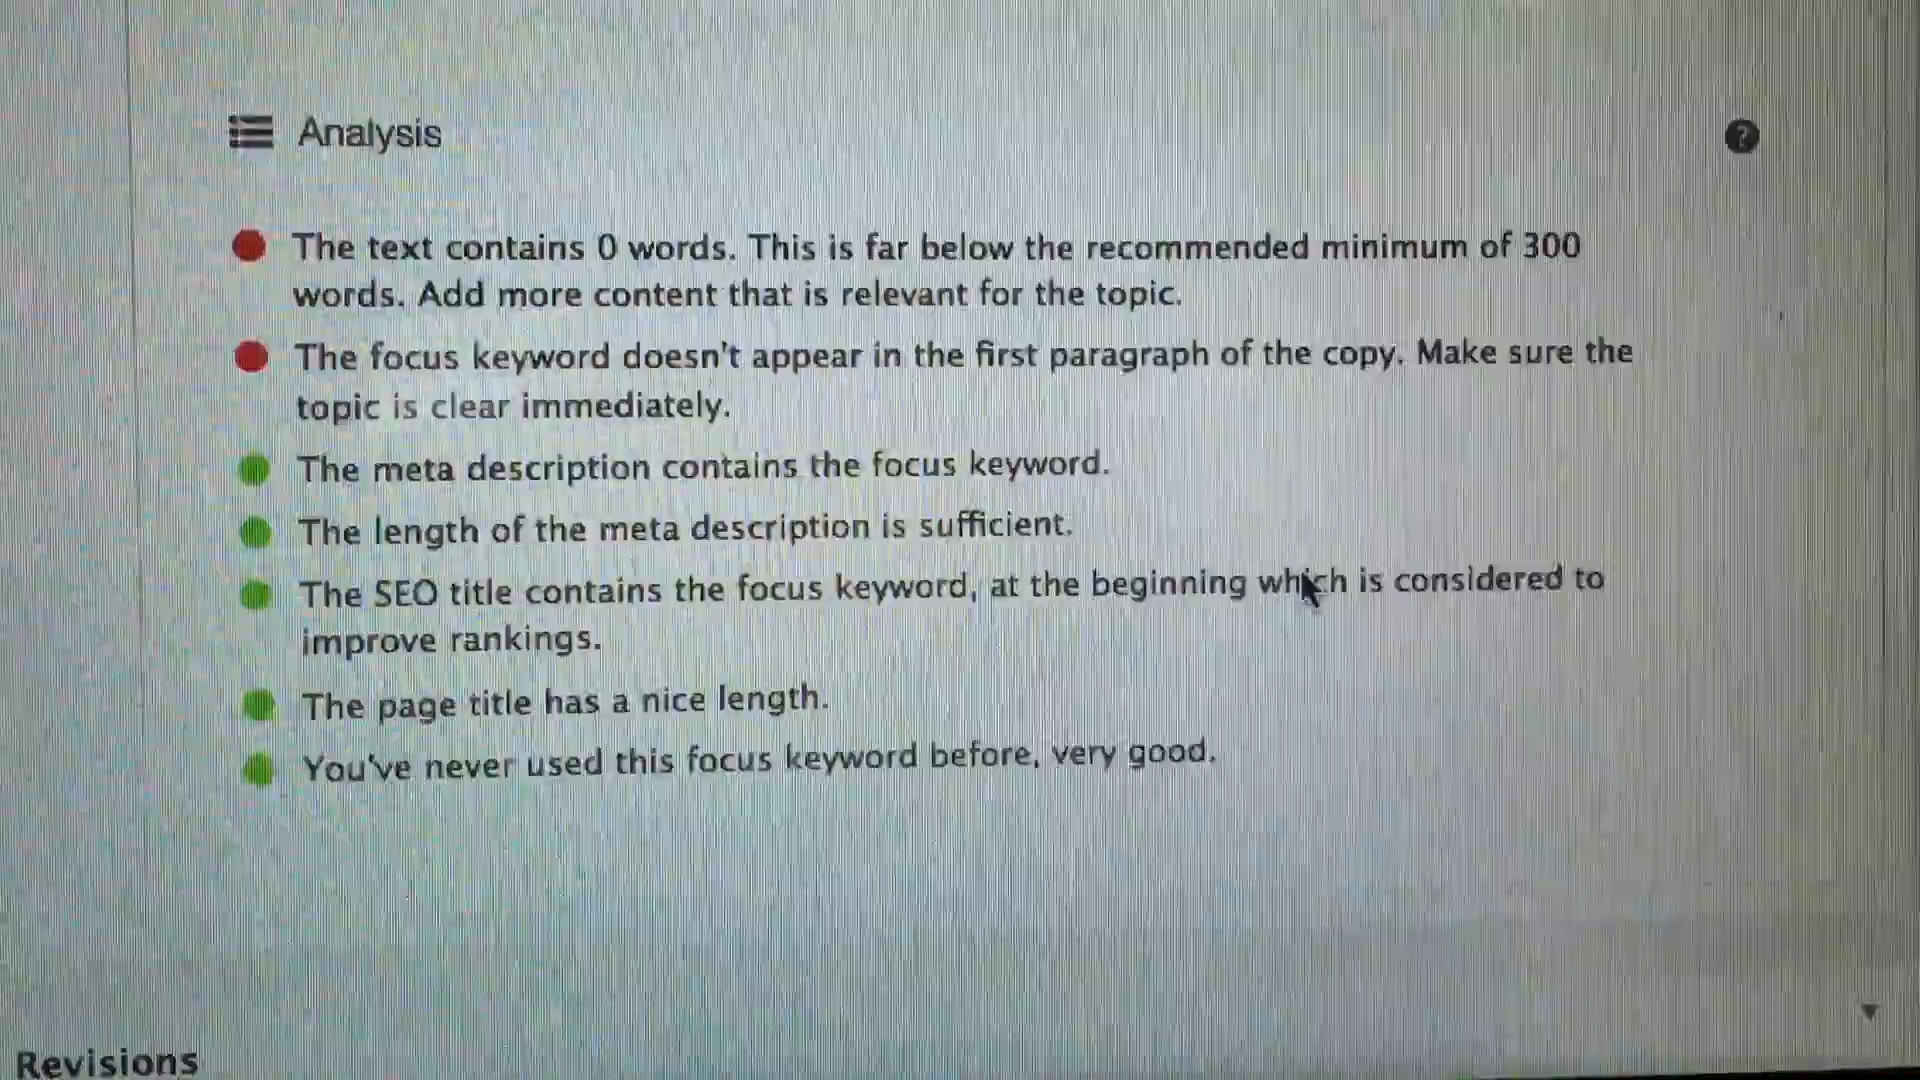 Analysis
?
The text contains 0 words. This is far below the recommended minimum of 300
words. Add more content that is relevant for the topic.
The focus keyword doesn't appear in the first paragraph of the copy. Make sure the
topic is clear immediately.
The meta description contains the focus keyword.
The length of the meta description is sufficient.
The SEO title contains the focus keyword, at the beginning which is considered to
improve rankings.
The page title has a nice length.
You've never used this focus keyword before, very good.
Revisions